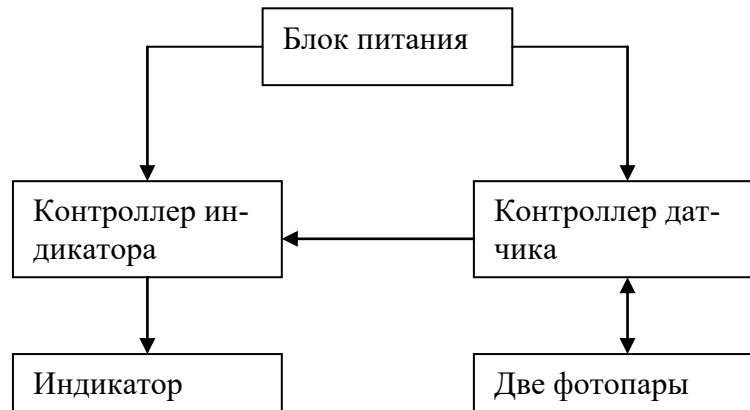 Блок питания
Контроллер ин-
дикатора
Контроллер дат-
чика
Индикатор
Две фотопары